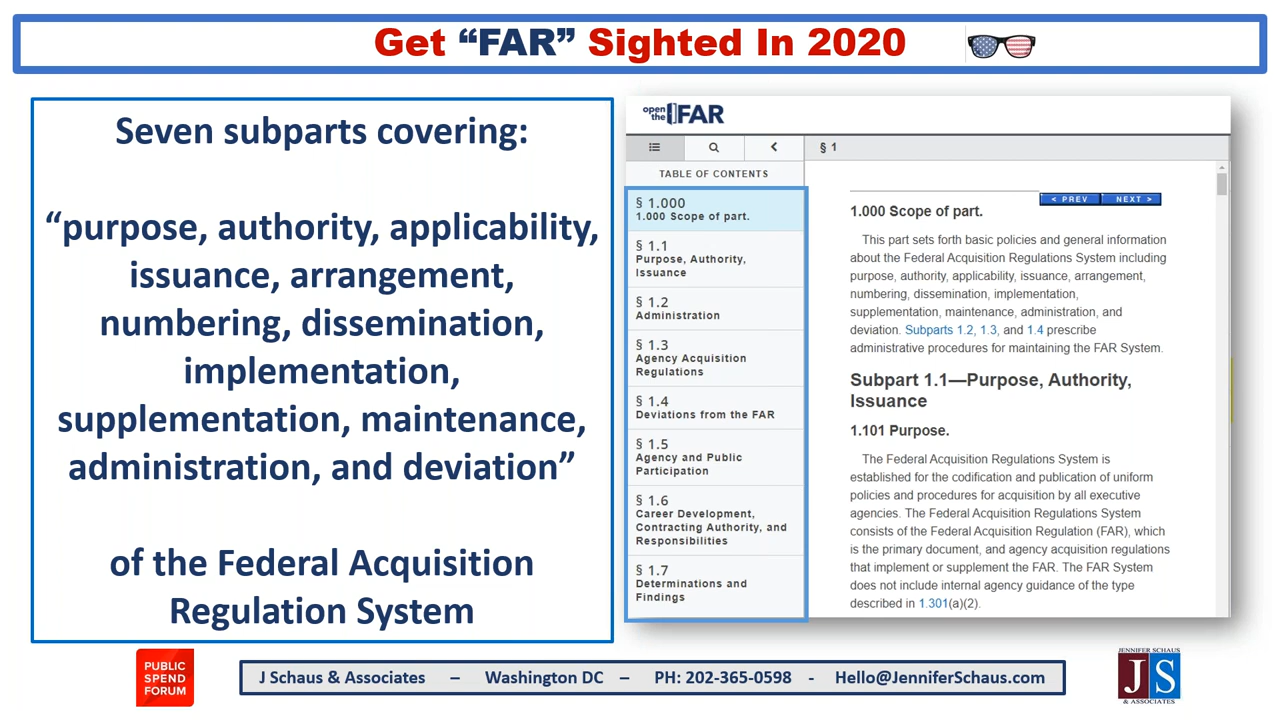 Get “FAR” Sighted In 2020
Seven subparts covering:
“purpose, authority, applicability,
issuance, arrangement,
numbering, dissemination,
implementation,
supplementation, maintenance,
administration, and deviation”
of the Federal Acquisition
Regulation System
open the FAR
§ 1
TABLE OF CONTENTS
§ 1.000
1.000 Scope of part.
§ 1.1
Purpose, Authority,
Issuance
§ 1.2
Administration
§ 1.3
Agency Acquisition
Regulations
§ 1.4
Deviations from the FAR
§ 1.5
Agency and Public
Participation
§ 1.6
Career Development,
Contracting Authority, and
Responsibilities
§ 1.7
Determinations and
Findings
< PREV NEXT >
1.000 Scope of part.
This part sets forth basic policies and general information
about the Federal Acquisition Regulations System including
purpose, authority, applicability, issuance, arrangement,
numbering, dissemination, implementation,
supplementation, maintenance, administration, and
deviation. Subparts 1.2, 1.3, and 1.4 prescribe
administrative procedures for maintaining the FAR System.
Subpart 1.1—Purpose, Authority,
Issuance
1.101 Purpose.
The Federal Acquisition Regulations System is
established for the codification and publication of uniform
policies and procedures for acquisition by all executive
agencies. The Federal Acquisition Regulations System
consists of the Federal Acquisition Regulation (FAR), which
is the primary document, and agency acquisition regulations
that implement or supplement the FAR. The FAR System
does not include internal agency guidance of the type
described in 1.301(a)(2).
PUBLIC
SPEND
FORUM
J Schaus & Associates – Washington DC – PH: 202-365-0598 - Hello@JenniferSchaus.com
JENNIFER SCHAUS
JS
& ASSOCIATES